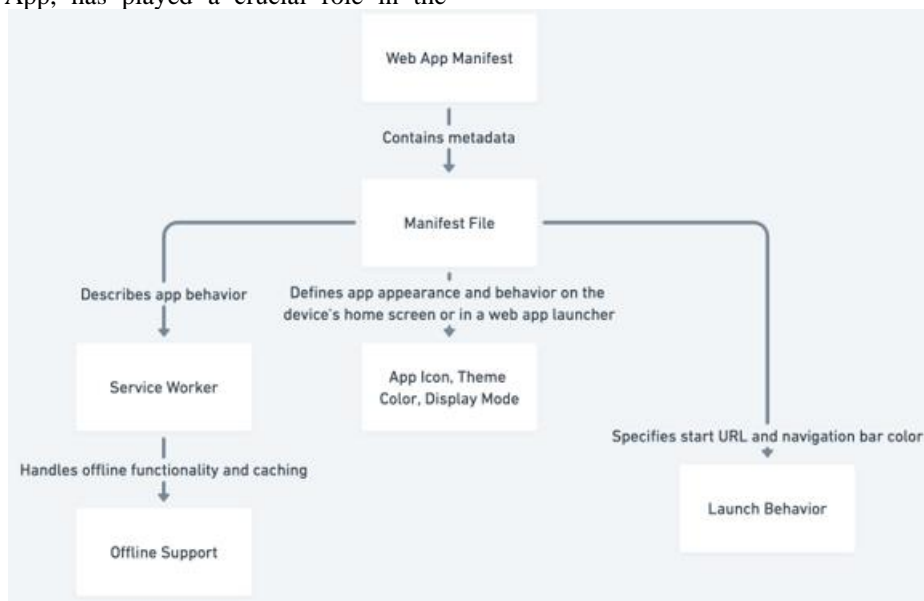 App, has played a crucial role in the
Web App Manifest
Contains metadata
Manifest File
Describes app behavior
Defines app appearance and behavior on the
device's home screen or in a web app launcher
Service Worker
App Icon, Theme
Color, Display Mode
Specifies start URL and navigation bar color
Handles offline functionality and caching
Launch Behavior
Offline Support